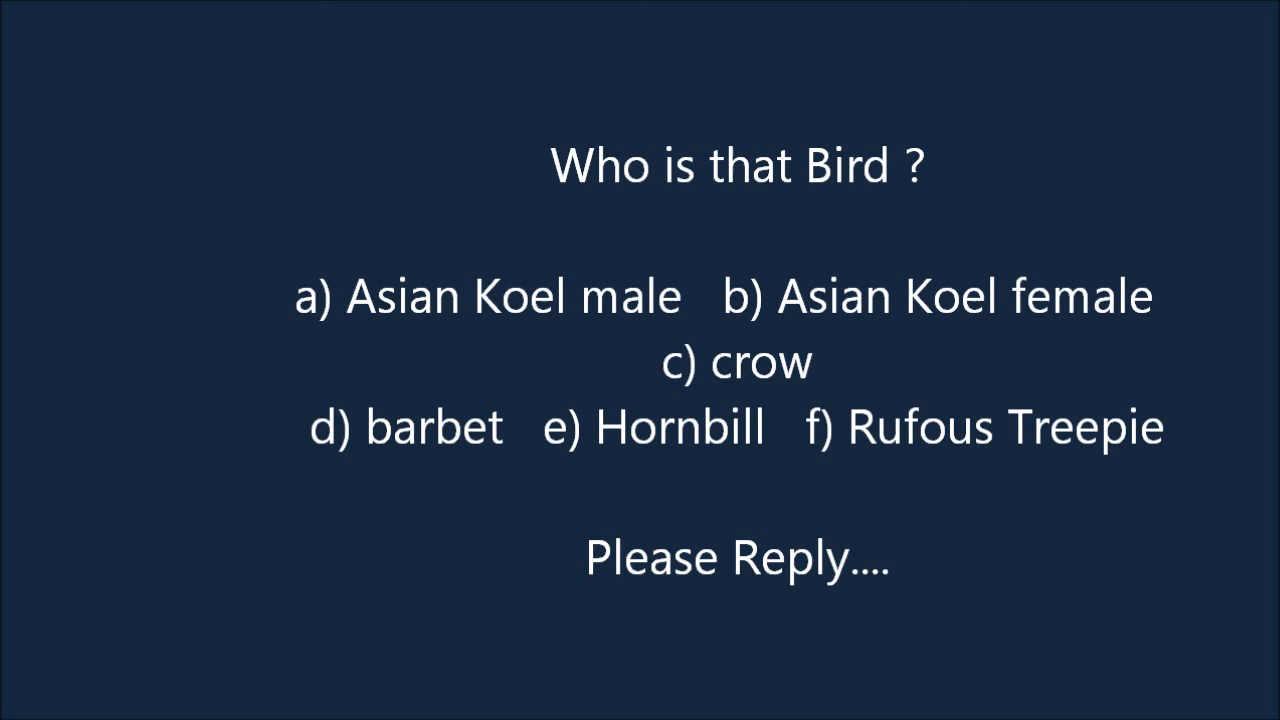 Who is that Bird ?
a) Asian Koel male b) Asian Koel female
c) crow
d) barbet e) Hornbill f) Rufous Treepie
Please Reply....